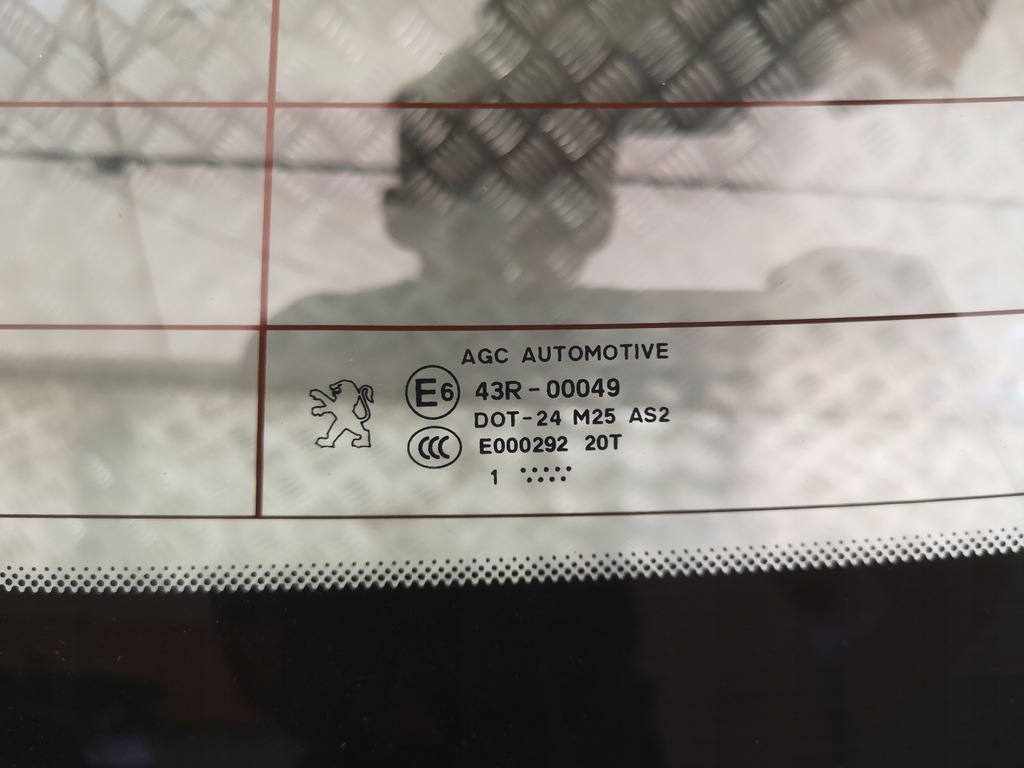 AGC AUTOMOTIVE
E6 43R-00049
DOT-24 M25 AS2
CCC E000292 20T
1